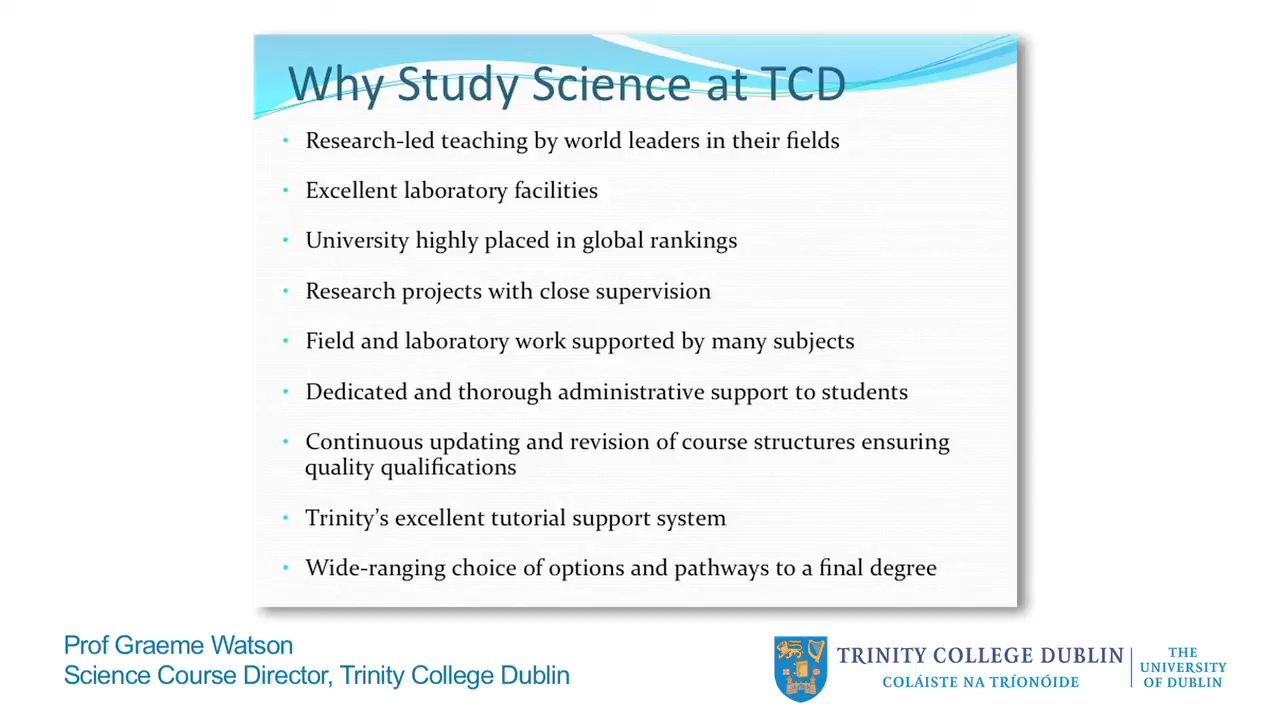 Why Study Science at TCD
• Research-led teaching by world leaders in their fields
• Excellent laboratory facilities
• University highly placed in global rankings
• Research projects with close supervision
• Field and laboratory work supported by many subjects
• Dedicated and thorough administrative support to students
• Continuous updating and revision of course structures ensuring
quality qualifications
• Trinity’s excellent tutorial support system
• Wide-ranging choice of options and pathways to a final degree
Prof Graeme Watson
Science Course Director, Trinity College Dublin
TRINITY COLLEGE DUBLIN
COLÁISTE NA TRÍONÓIDE
THE
UNIVERSITY
OF DUBLIN